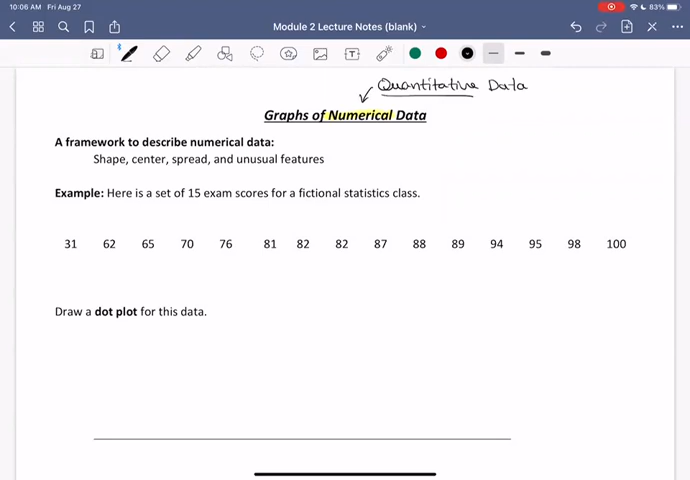 10:06 AM Fri Aug 27
83%
Module 2 Lecture Notes (blank)
Quantitative Data
Graphs of Numerical Data
A framework to describe numerical data:
Shape, center, spread, and unusual features
Example: Here is a set of 15 exam scores for a fictional statistics class.
31 62 65 70 76 81 82 82 87 88 89 94 95 98 100
Draw a dot plot for this data.